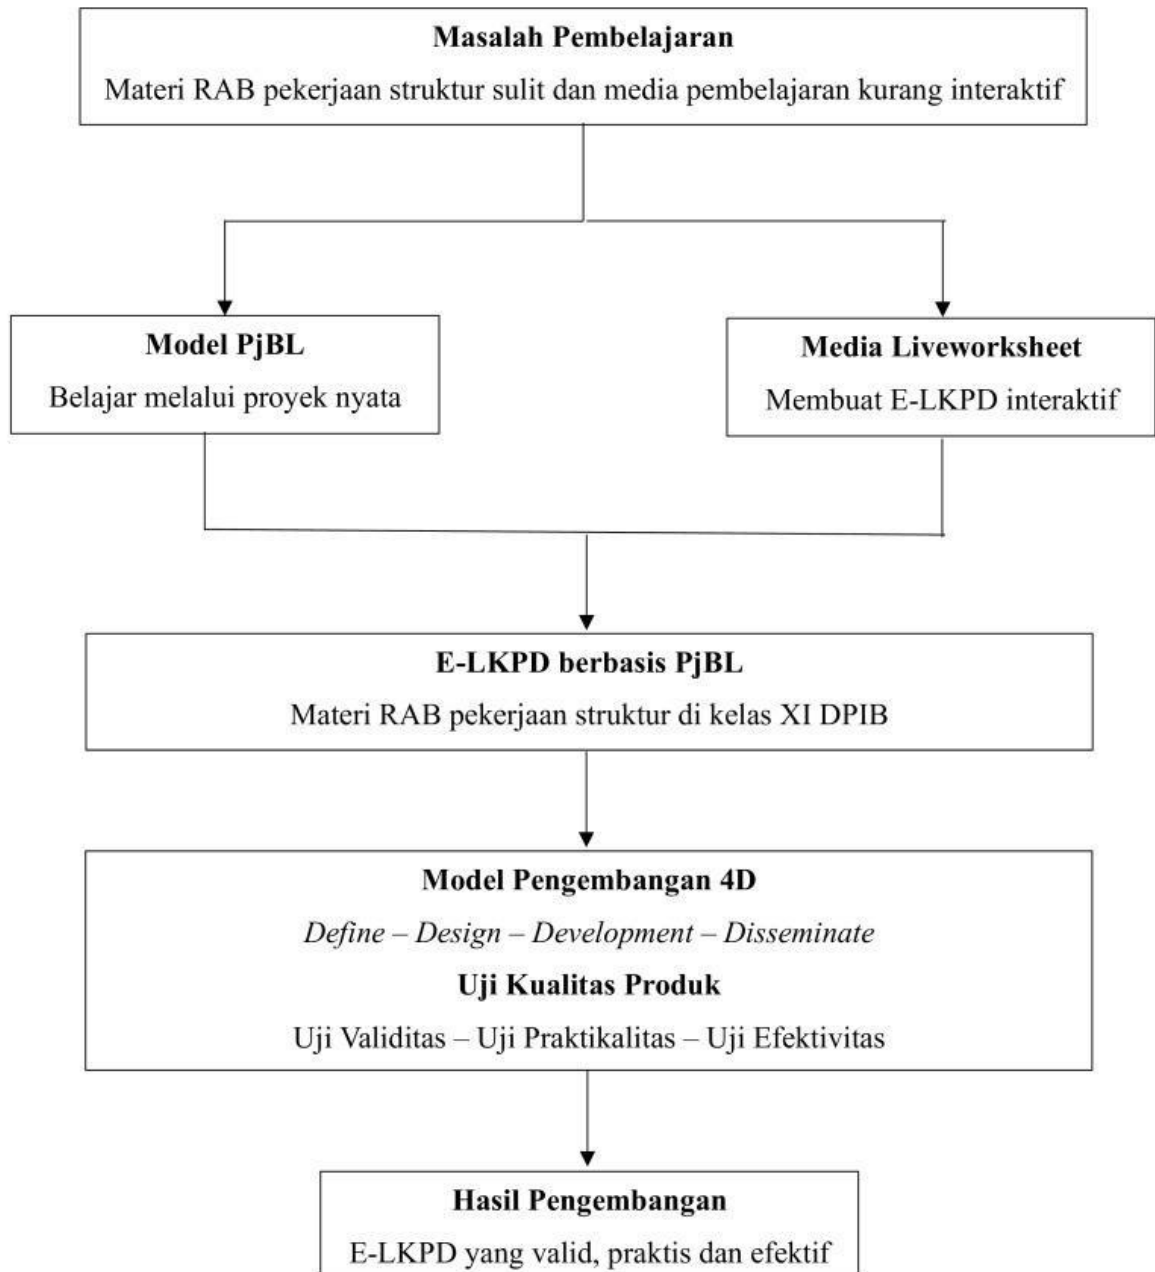 Masalah Pembelajaran
Materi RAB pekerjaan struktur sulit dan media pembelajaran kurang interaktif
Model PjBL
Belajar melalui proyek nyata
Media Liveworksheet
Membuat E-LKPD interaktif
E-LKPD berbasis PjBL
Materi RAB pekerjaan struktur di kelas XI DPIB
Model Pengembangan 4D
Define – Design – Development – Disseminate
Uji Kualitas Produk
Uji Validitas – Uji Praktikalitas – Uji Efektivitas
Hasil Pengembangan
E-LKPD yang valid, praktis dan efektif